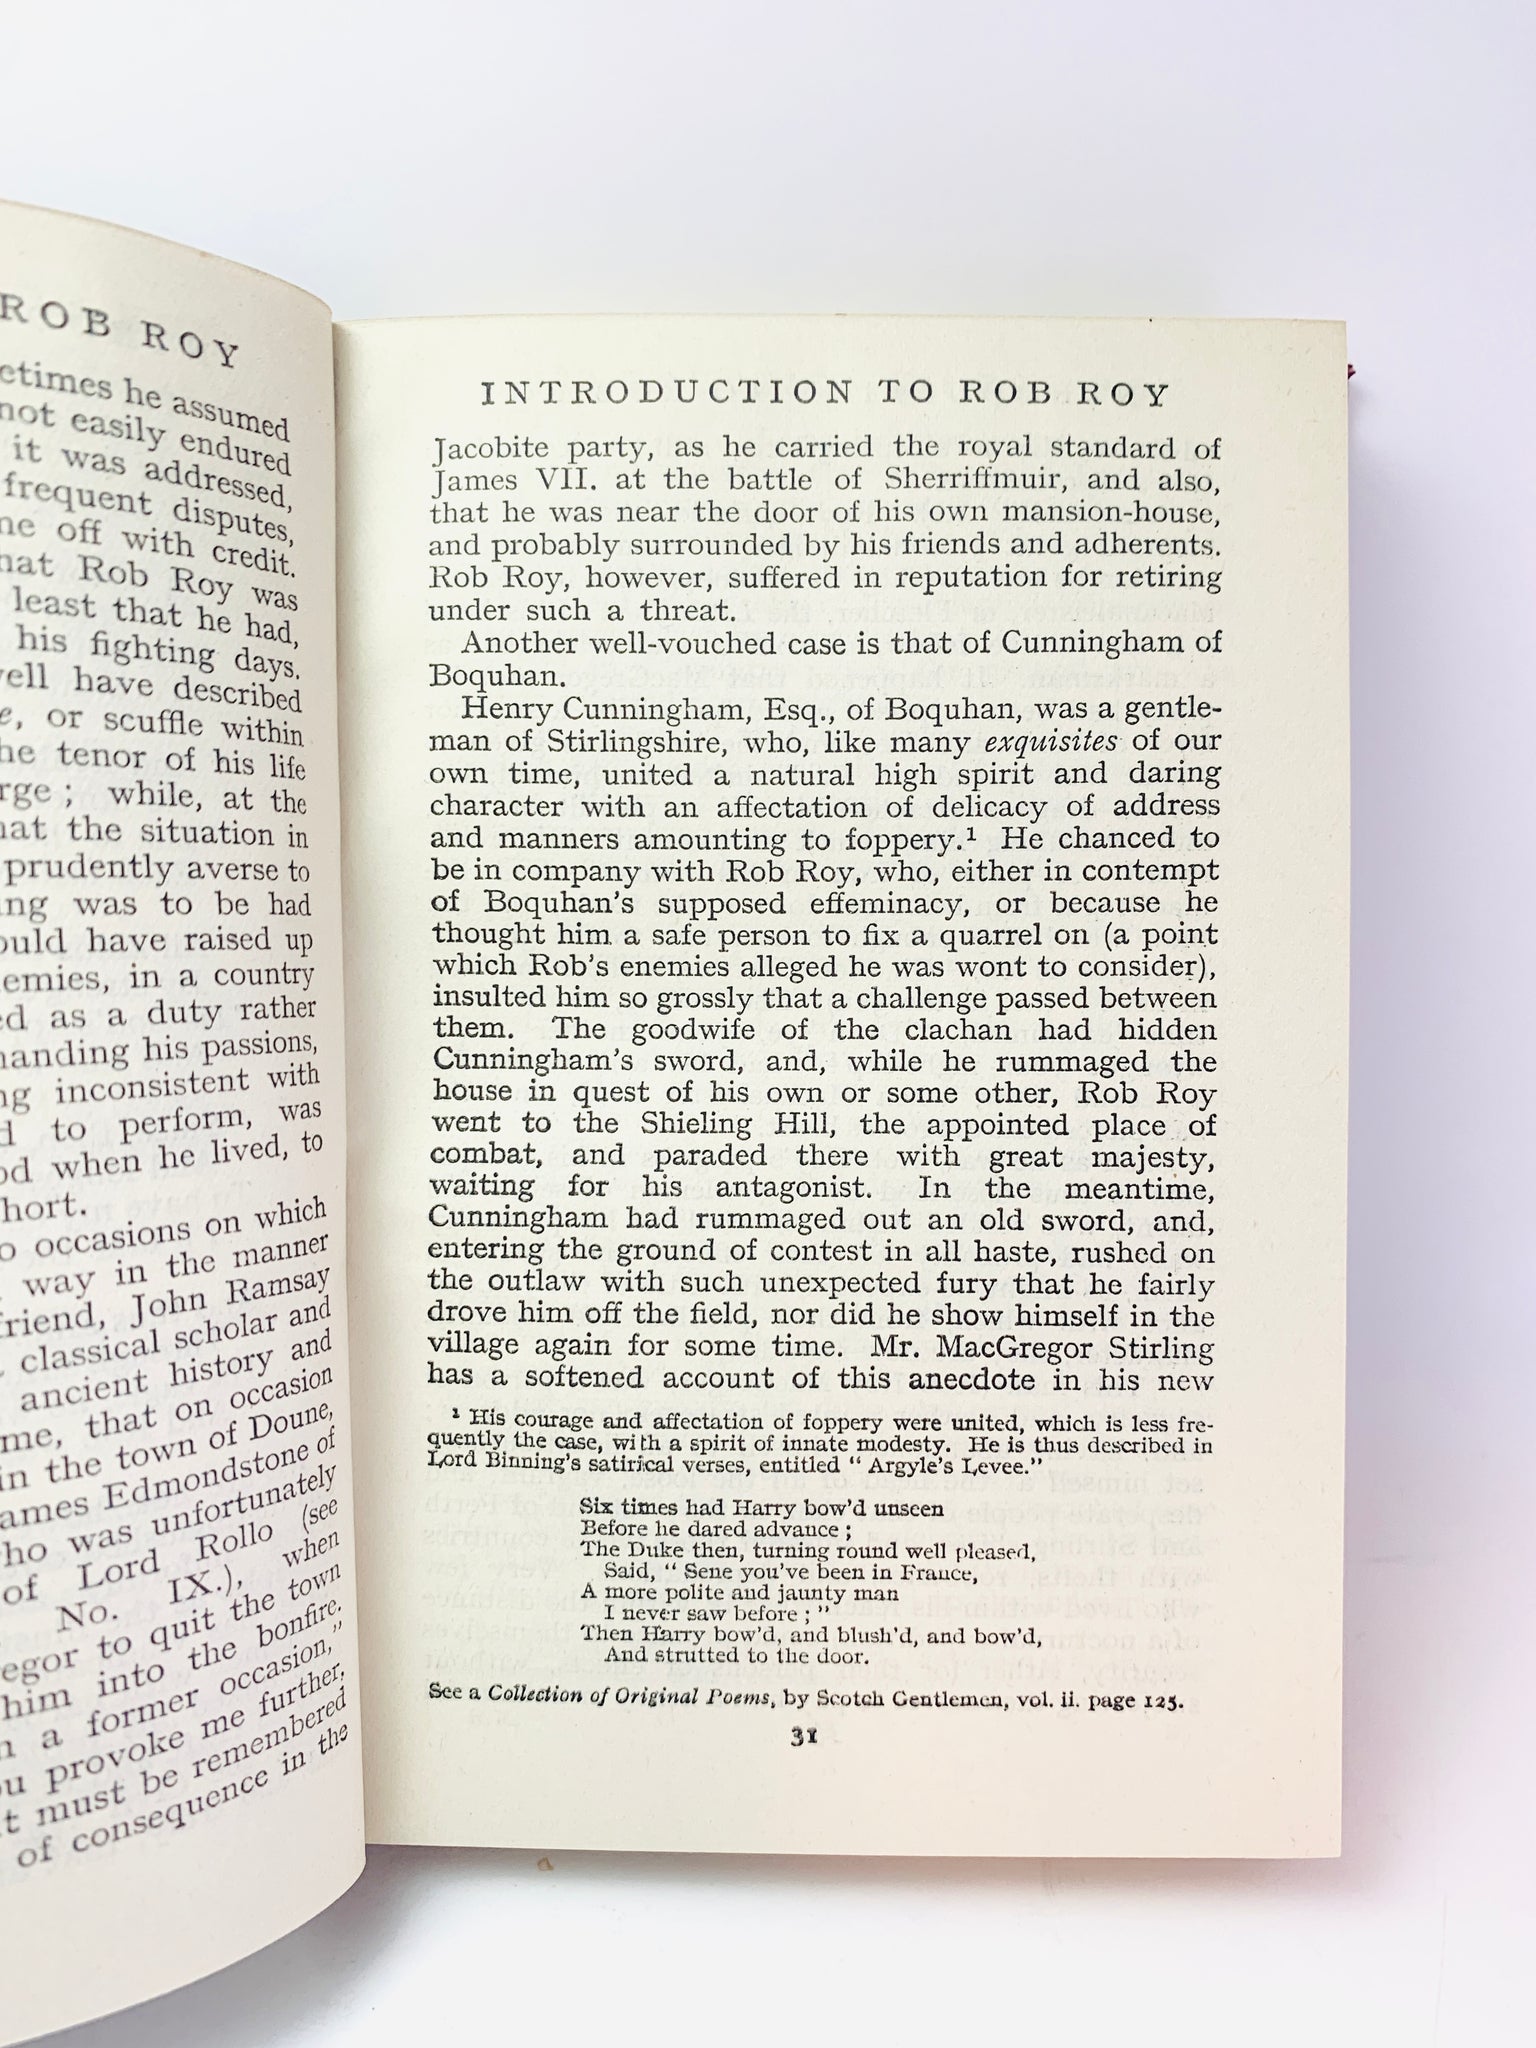 ROB ROY
he assumed
not easily endured
it was addressed,
frequent disputes,
off with credit.
Rob Roy was
least that he had,
his fighting days.
have described
or scuffle within
tenor of his life
while, at the
the situation in
prudently averse to
was to be had
have raised up
in a country
as a duty rather
his passions,
inconsistent with
to perform, was
when he lived, to
occasions on which
way in the manner
John Ramsay
classical scholar and
ancient history and
me, that on occasion
in the town of Doune,
Edmondstone of
was unfortunately
of Lord Rollo (see
No. IX.), when
to quit the town
him into the bonfire.
a former occasion,"
provoke me further,
must be remembered
of consequence in the
INTRODUCTION TO ROB ROY
Jacobite party, as he carried the royal standard of
James VII. at the battle of Sherriffmuir, and also,
that he was near the door of his own mansion-house,
and probably surrounded by his friends and adherents.
Rob Roy, however, suffered in reputation for retiring
under such a threat.
Another well-vouched case is that of Cunningham of
Boquhan.
Henry Cunningham, Esq., of Boquhan, was a gentle-
man of Stirlingshire, who, like many exquisites of our
own time, united a natural high spirit and daring
character with an affectation of delicacy of address
and manners amounting to foppery.¹ He chanced to
be in company with Rob Roy, who, either in contempt
of Boquhan's supposed effeminacy, or because he
thought him a safe person to fix a quarrel on (a point
which Rob's enemies alleged he was wont to consider),
insulted him so grossly that a challenge passed between
them. The goodwife of the clachan had hidden
Cunningham's sword, and, while he rummaged the
house in quest of his own or some other, Rob Roy
went to the Shieling Hill, the appointed place of
combat, and paraded there with great majesty,
waiting for his antagonist. In the meantime,
Cunningham had rummaged out an old sword, and,
entering the ground of contest in all haste, rushed on
the outlaw with such unexpected fury that he fairly
drove him off the field, nor did he show himself in the
village again for some time. Mr. MacGregor Stirling
has a softened account of this anecdote in his new
¹ His courage and affectation of foppery were united, which is less fre-
quently the case, with a spirit of innate modesty. He is thus described in
Lord Binning's satirical verses, entitled "Argyle's Levee."
Six times had Harry bow'd unseen
Before he dared advance;
The Duke then, turning round well pleased,
Said, "Sene you've been in France,
A more polite and jaunty man
I never saw before;"
Then Harry bow'd, and blush'd, and bow'd,
And strutted to the door.
See a Collection of Original Poems, by Scotch Gentlemen, vol. ii. page 125.
31